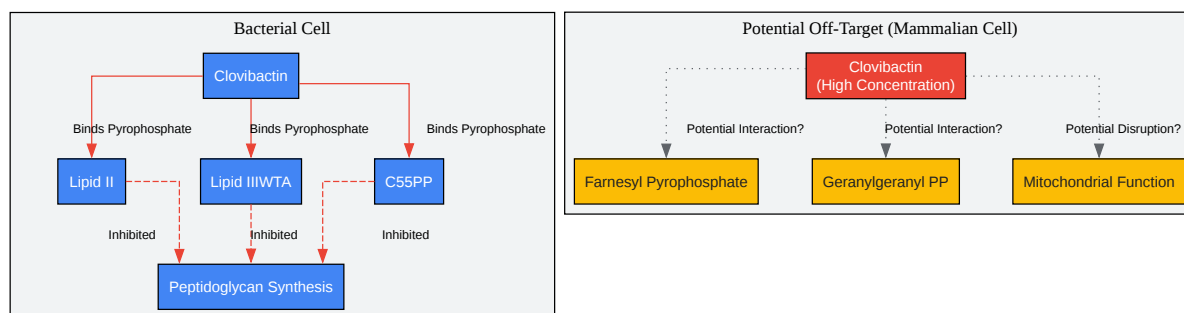 Bacterial Cell
Clovibactin
Binds Pyrophosphate
Binds Pyrophosphate
Binds Pyrophosphate
Lipid II
Lipid IIIWTA
C55PP
Inhibited
Inhibited
Inhibited
Peptidoglycan Synthesis
Potential Off-Target (Mammalian Cell)
Clovibactin
(High Concentration)
Potential Interaction?
Potential Interaction?
Potential Disruption?
Farnesyl Pyrophosphate
Geranylgeranyl PP
Mitochondrial Function